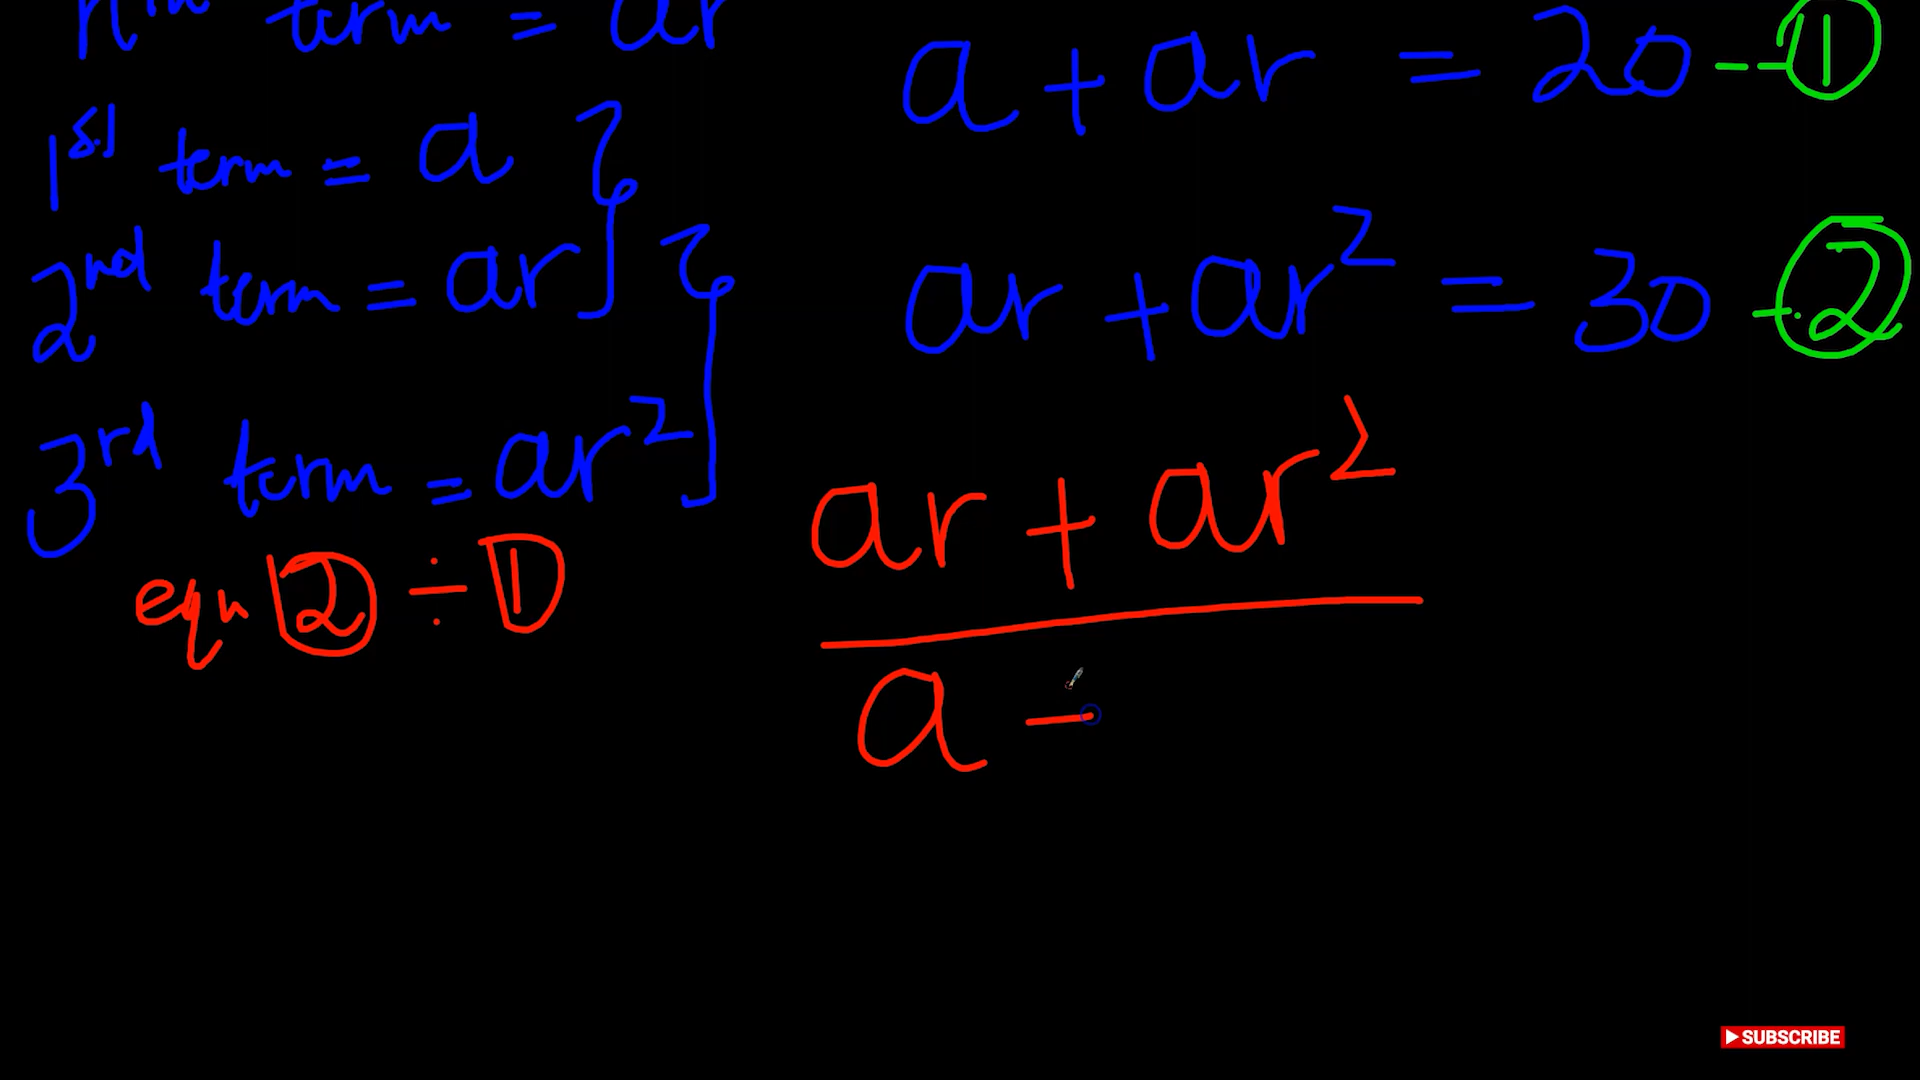 nth term = ar
1st term = a
2nd term = ar
3rd term = ar²
eqn ② ÷ ①
a + ar = 20 -- ①
ar + ar² = 30 -- ②
ar + ar²
a -
SUBSCRIBE